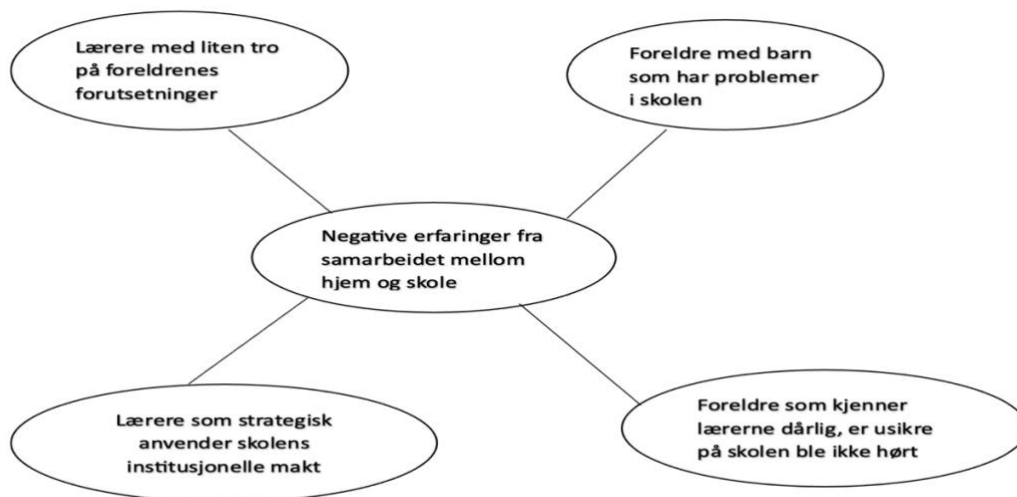 Lærere med liten tro
på foreldrenes
forutsetninger
Foreldre med barn
som har problemer
i skolen
Negative erfaringer fra
samarbeidet mellom
hjem og skole
Lærere som strategisk
anvender skolens
institusjonelle makt
Foreldre som kjenner
lærerne dårlig, er usikre
på skolen ble ikke hørt